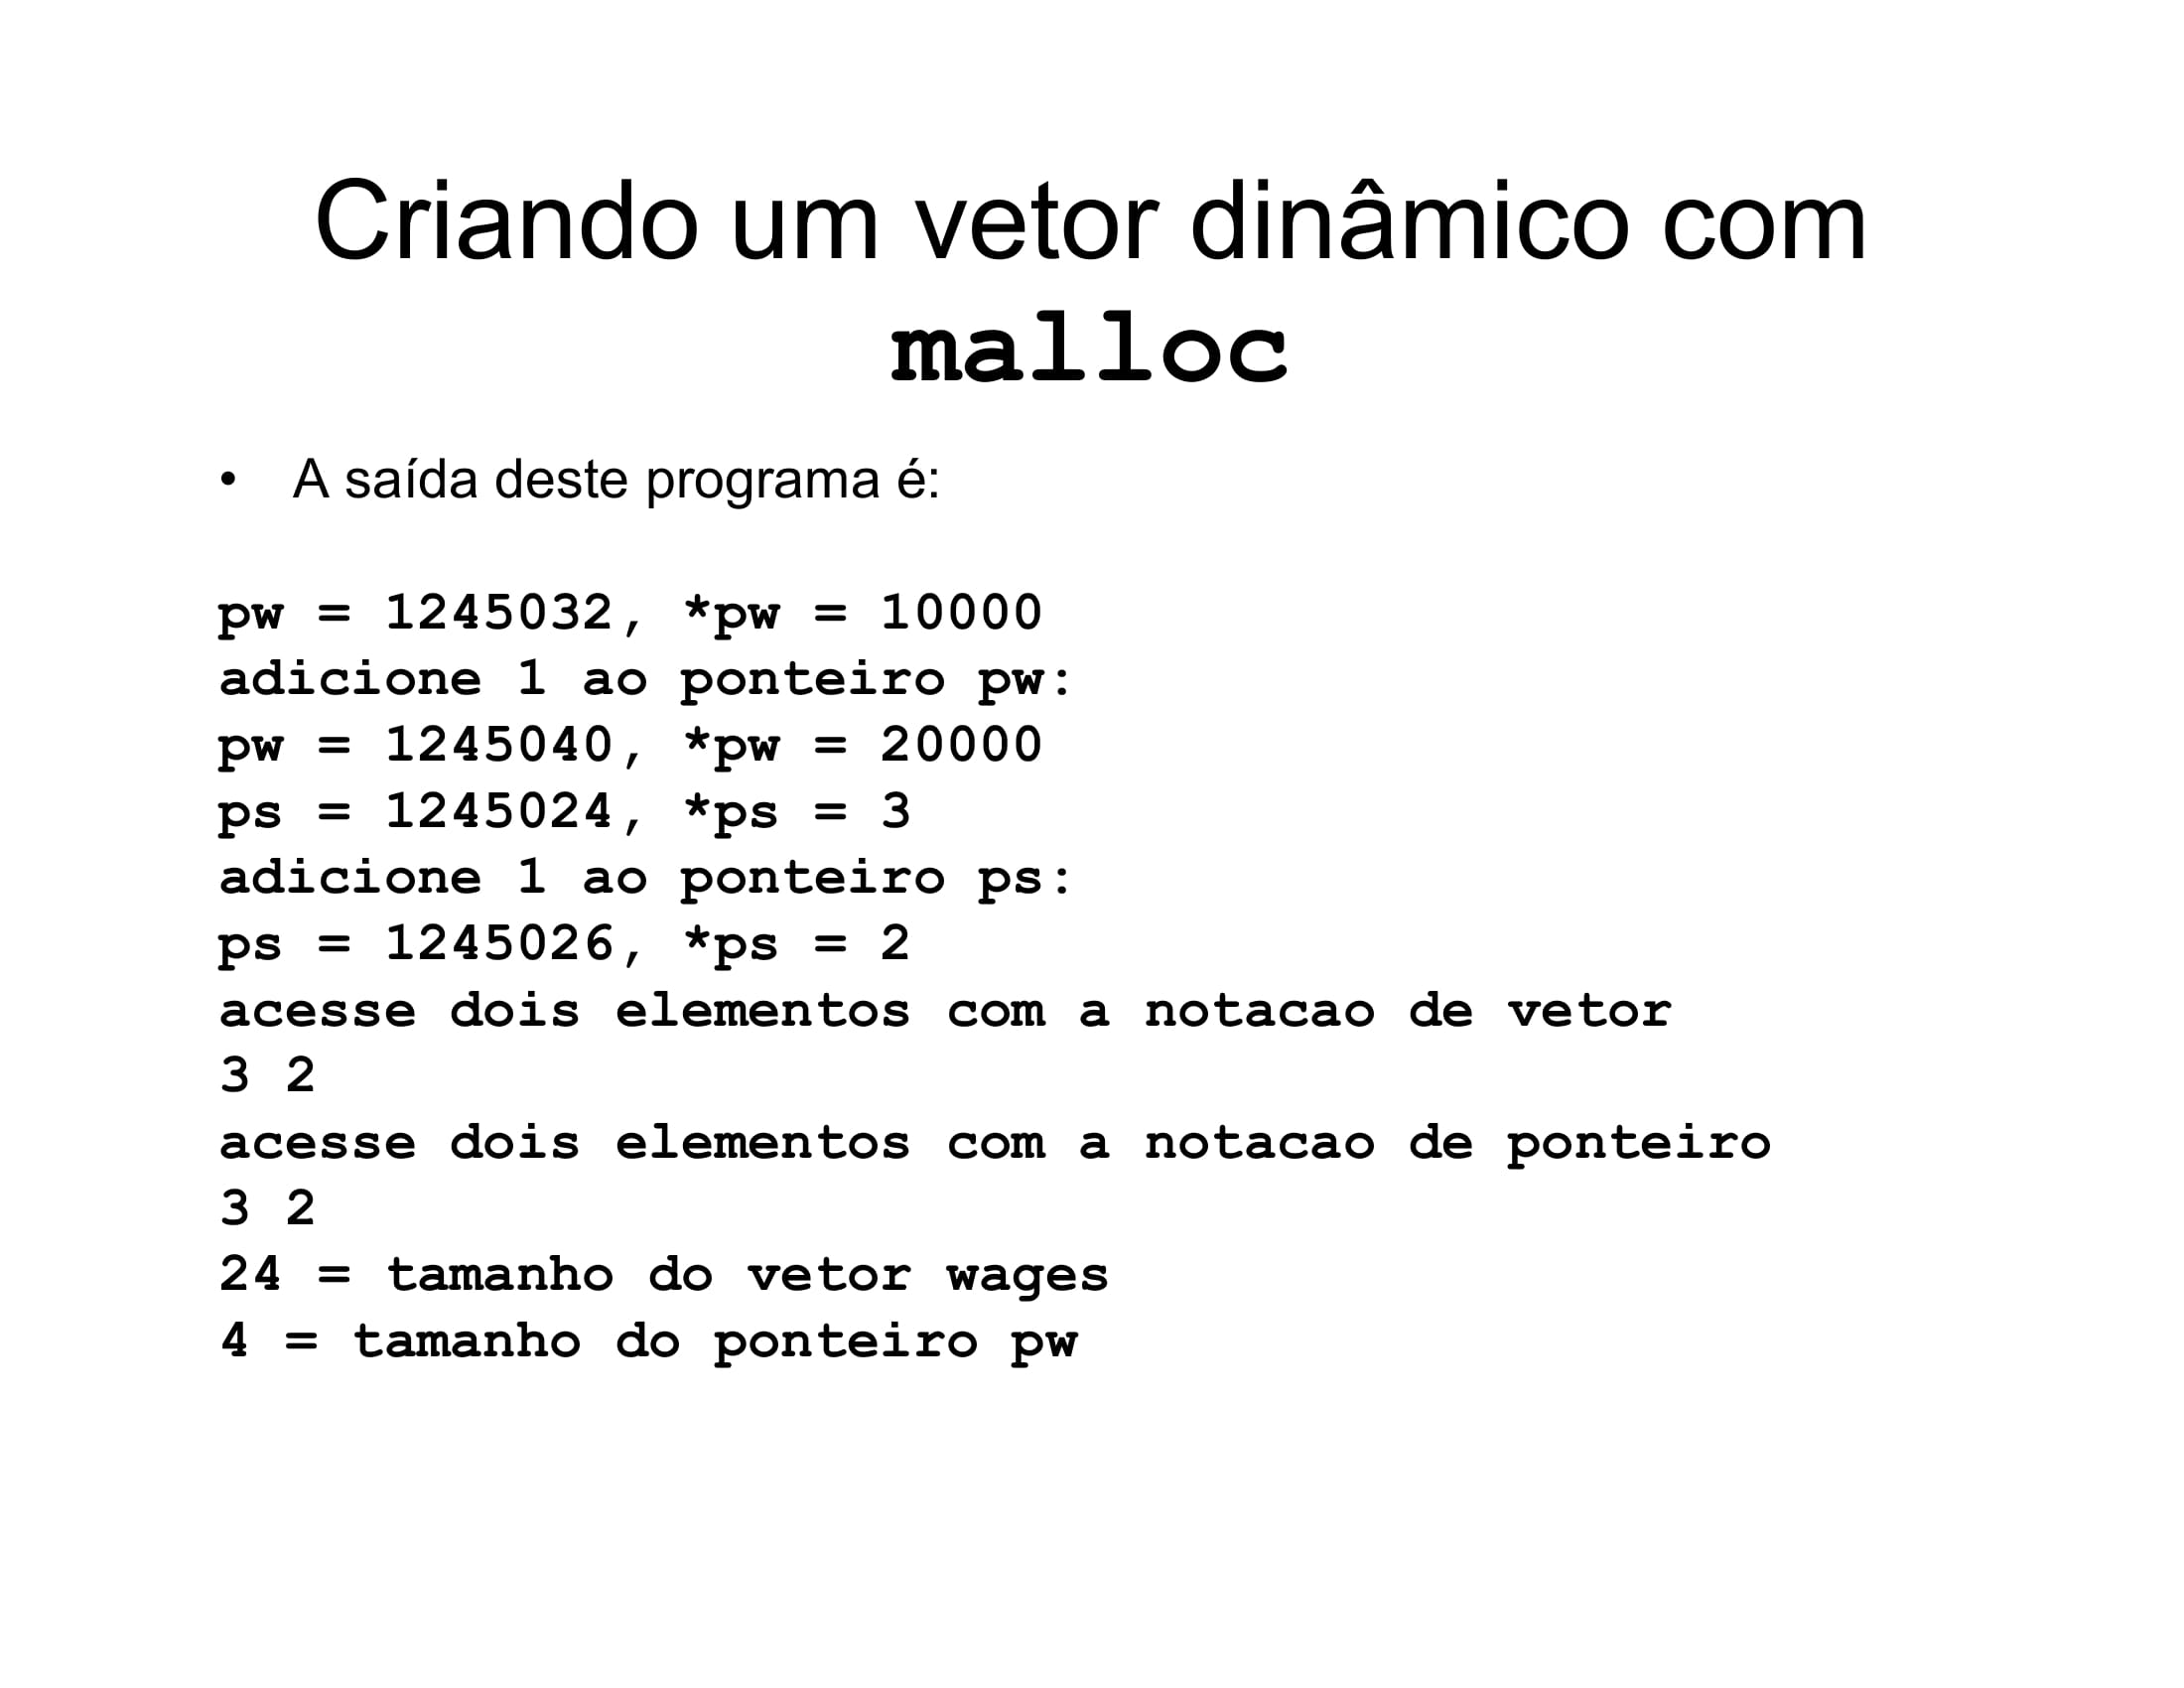 Criando um vetor dinâmico com
malloc
• A saída deste programa é:
pw = 1245032, *pw = 10000
adicione 1 ao ponteiro pw:
pw = 1245040, *pw = 20000
ps = 1245024, *ps = 3
adicione 1 ao ponteiro ps:
ps = 1245026, *ps = 2
acesse dois elementos com a notacao de vetor
3 2
acesse dois elementos com a notacao de ponteiro
3 2
24 = tamanho do vetor wages
4 = tamanho do ponteiro pw